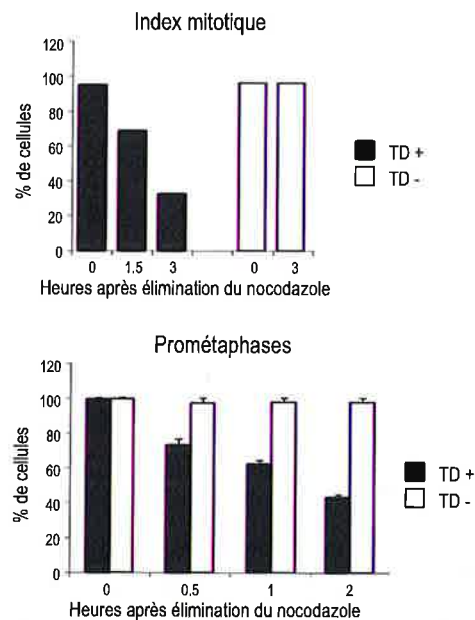 Index mitotique
120
100
80
60
40
20
0
% de cellules
0 1.5 3 0 3
Heures après élimination du nocodazole
TD +
TD -
Prométaphases
120
100
80
60
40
20
0
% de cellules
0 0.5 1 2
Heures après élimination du nocodazole
TD +
TD -